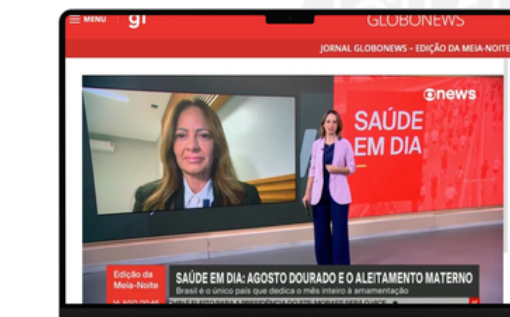 MENU
g1
GLOBONEWS
JORNAL GLOBONEWS – EDIÇÃO DA MEIA-NOITE
news
SAÚDE
EM DIA
Edição da
Meia-Noite
SAÚDE EM DIA: AGOSTO DOURADO E O ALEITAMENTO MATERNO
Brasil é o único país que dedica o mês inteiro à amamentação